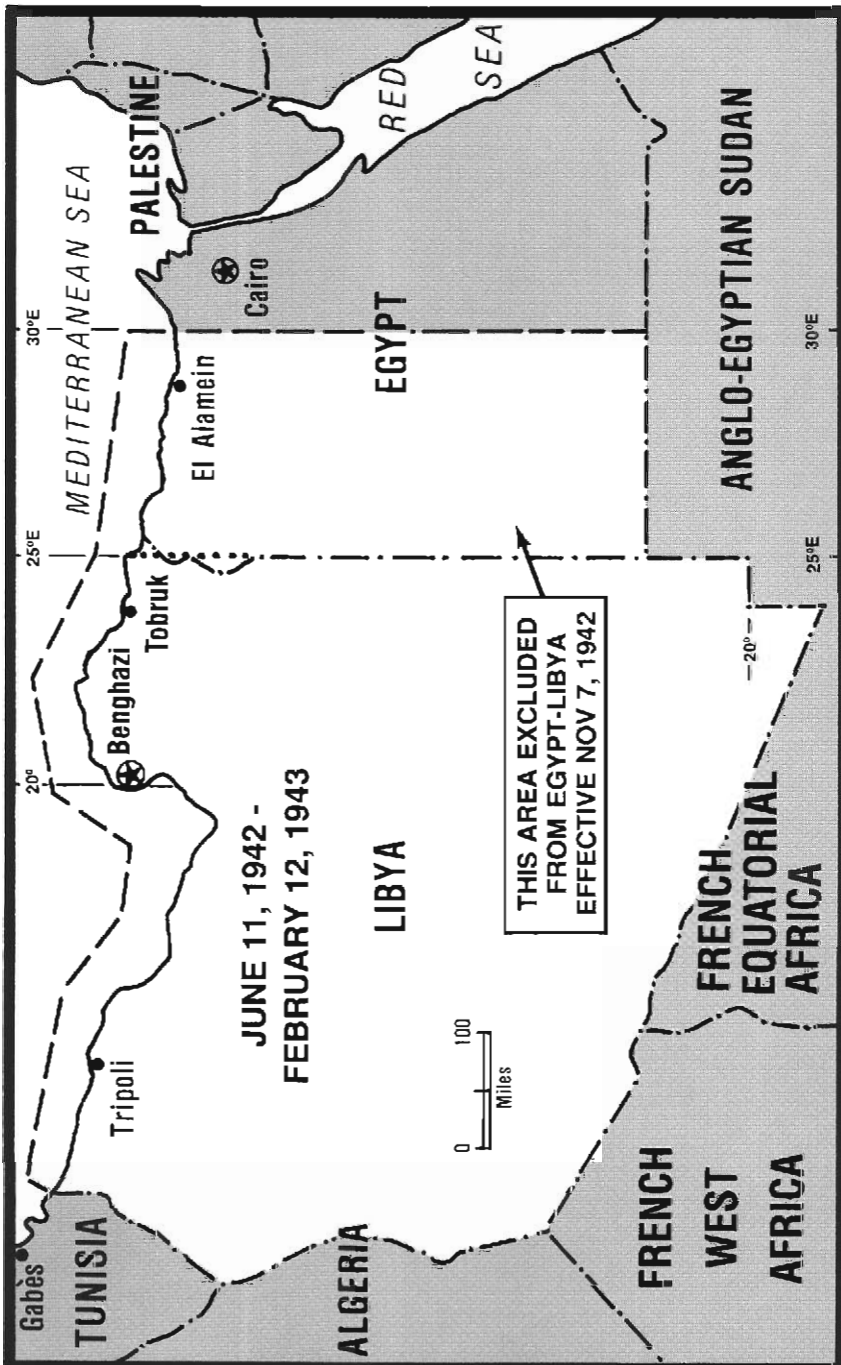 MEDITERRANEAN SEA
PALESTINE
RED
SEA
30°E
25°E
20°
Gabès
Tripoli
Benghazi
Tobruk
El Alamein
Cairo
TUNISIA
JUNE 11, 1942 -
FEBRUARY 12, 1943
ALGERIA
LIBYA
EGYPT
0
100
Miles
THIS AREA EXCLUDED
FROM EGYPT-LIBYA
EFFECTIVE NOV 7, 1942
FRENCH
WEST
AFRICA
FRENCH
EQUATORIAL
AFRICA
20°
ANGLO-EGYPTIAN SUDAN
25°E
30°E